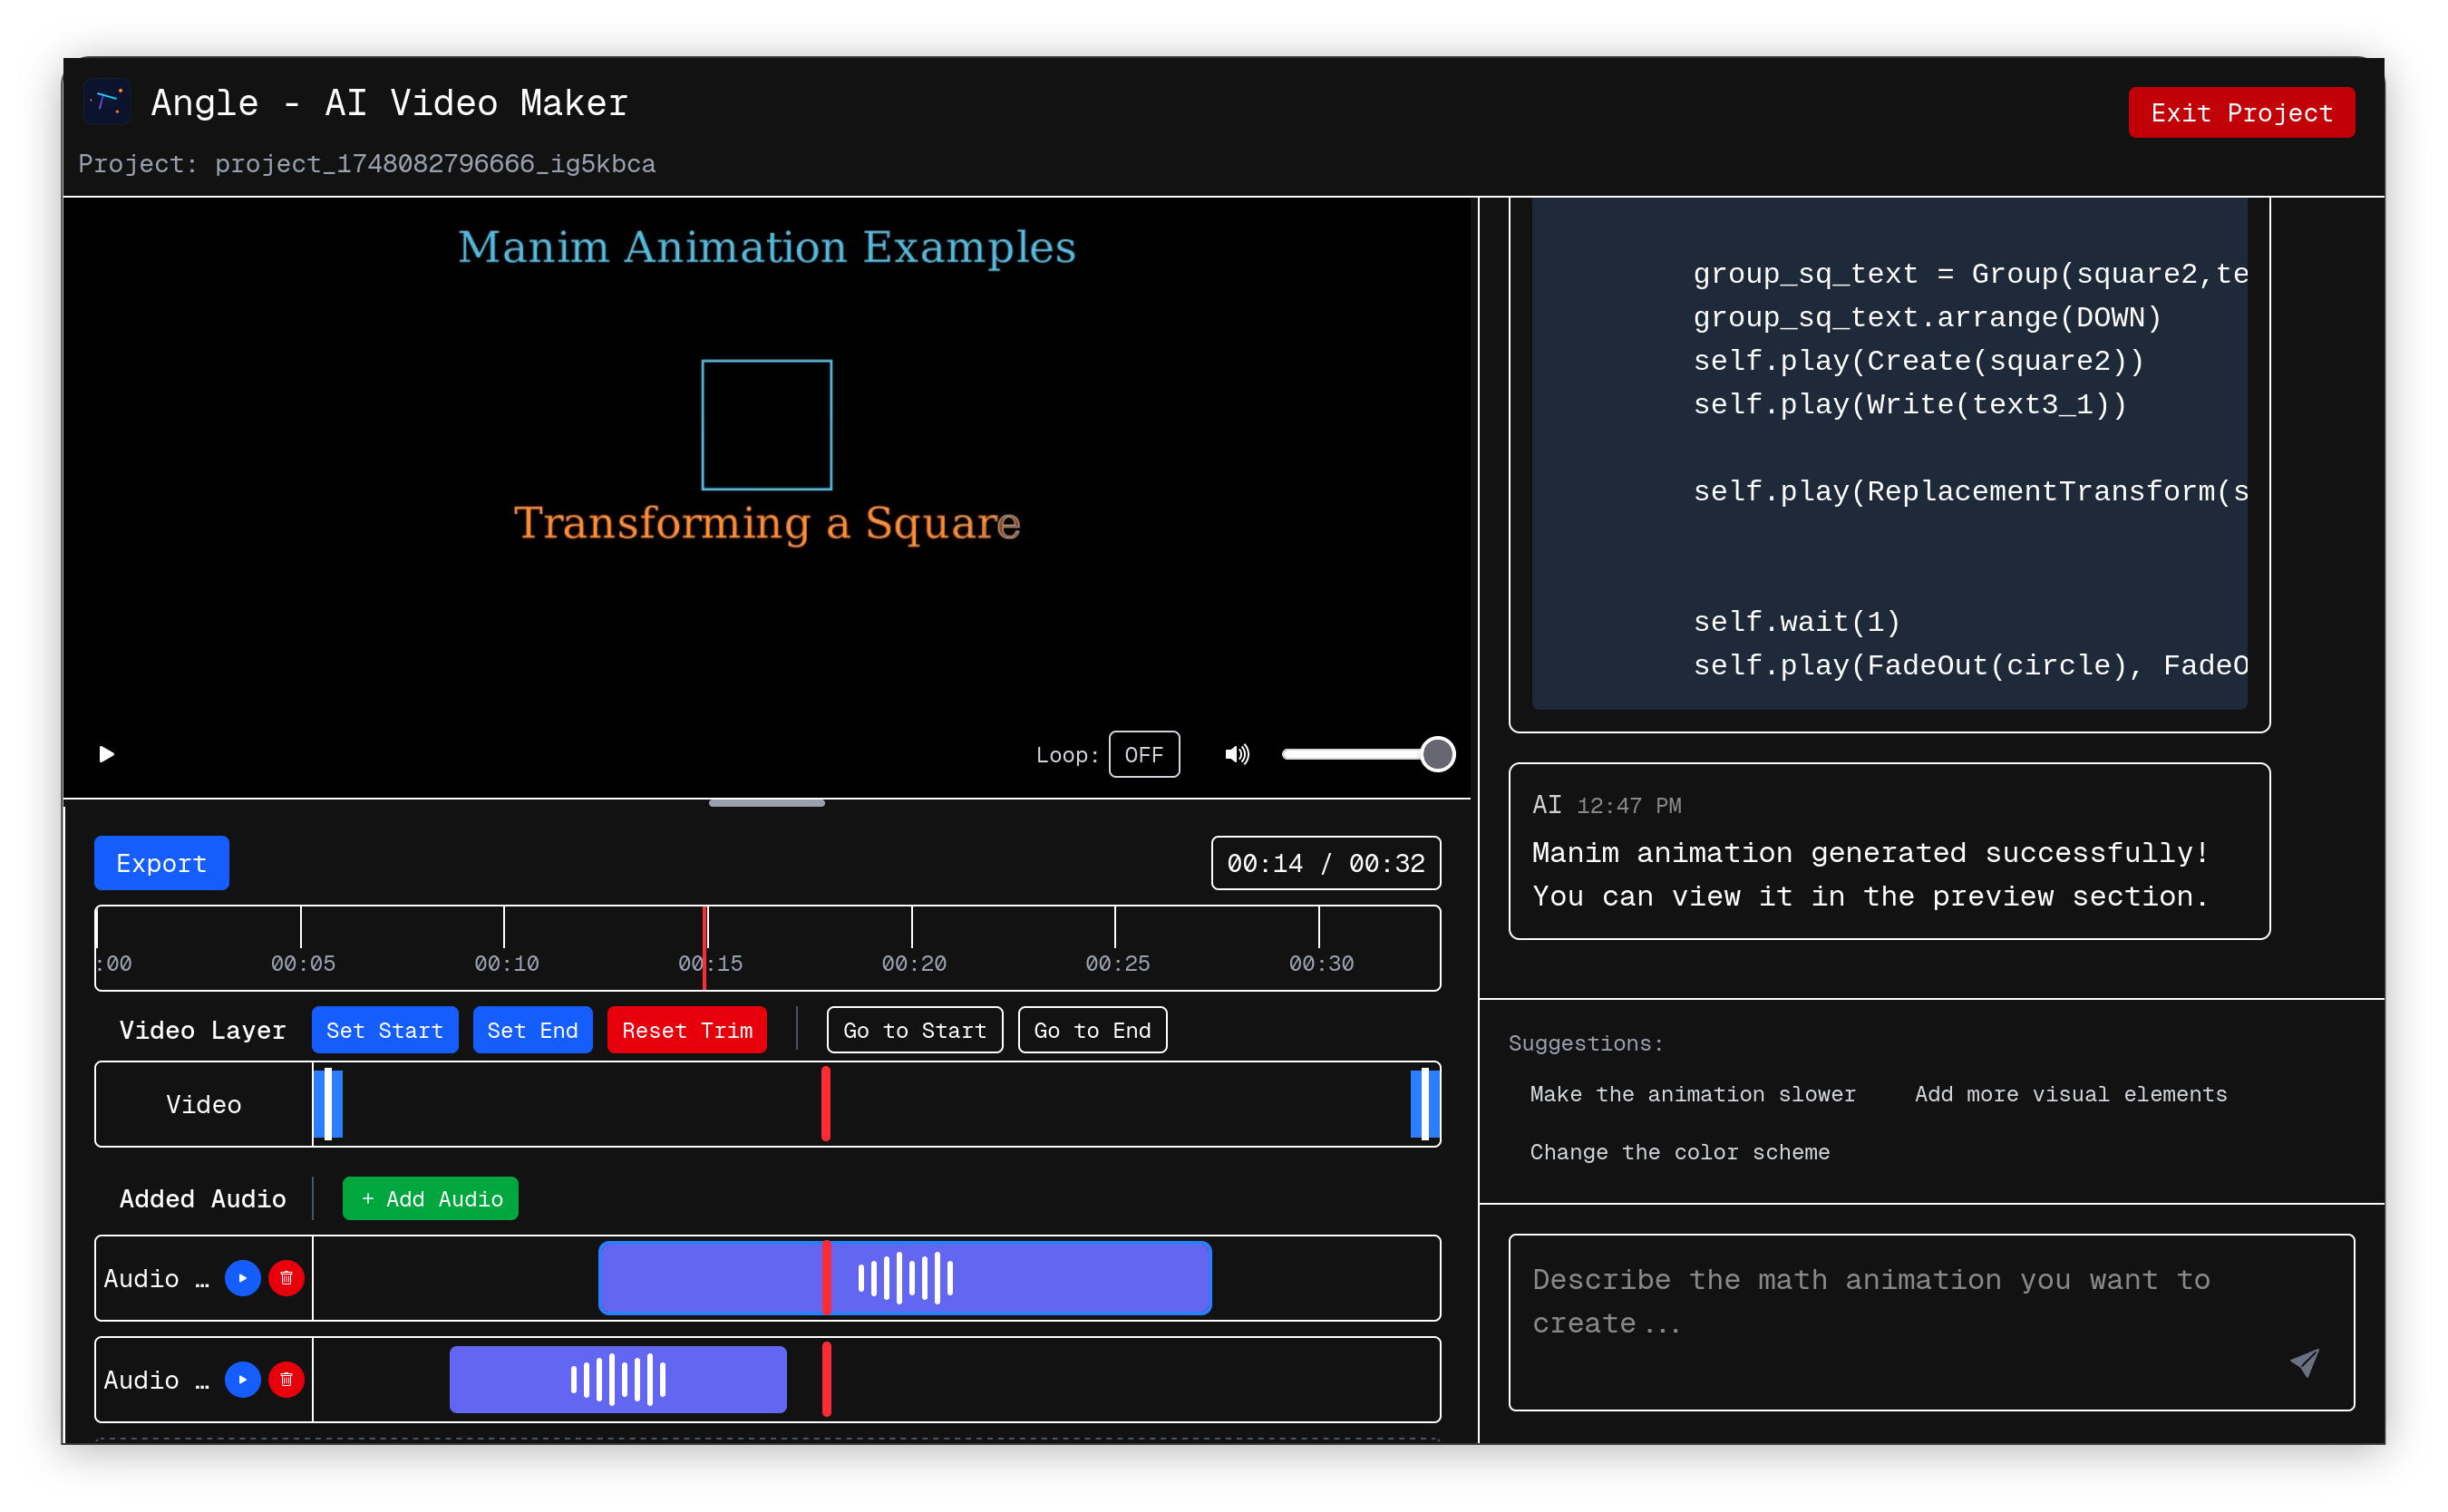 Angle - AI Video Maker
Exit Project
Project: project_1748082796666_ig5kbca
Manim Animation Examples
Transforming a Square
Loop: OFF
Export
00:14 / 00:32
:00 00:05 00:10 00:15 00:20 00:25 00:30
Video Layer Set Start Set End Reset Trim Go to Start Go to End
Video
Added Audio + Add Audio
Audio …
Audio …
group_sq_text = Group(square2,te
group_sq_text.arrange(DOWN)
self.play(Create(square2))
self.play(Write(text3_1))
self.play(ReplacementTransform(s
self.wait(1)
self.play(FadeOut(circle), FadeO
AI 12:47 PM
Manim animation generated successfully!
You can view it in the preview section.
Suggestions:
Make the animation slower Add more visual elements
Change the color scheme
Describe the math animation you want to
create...